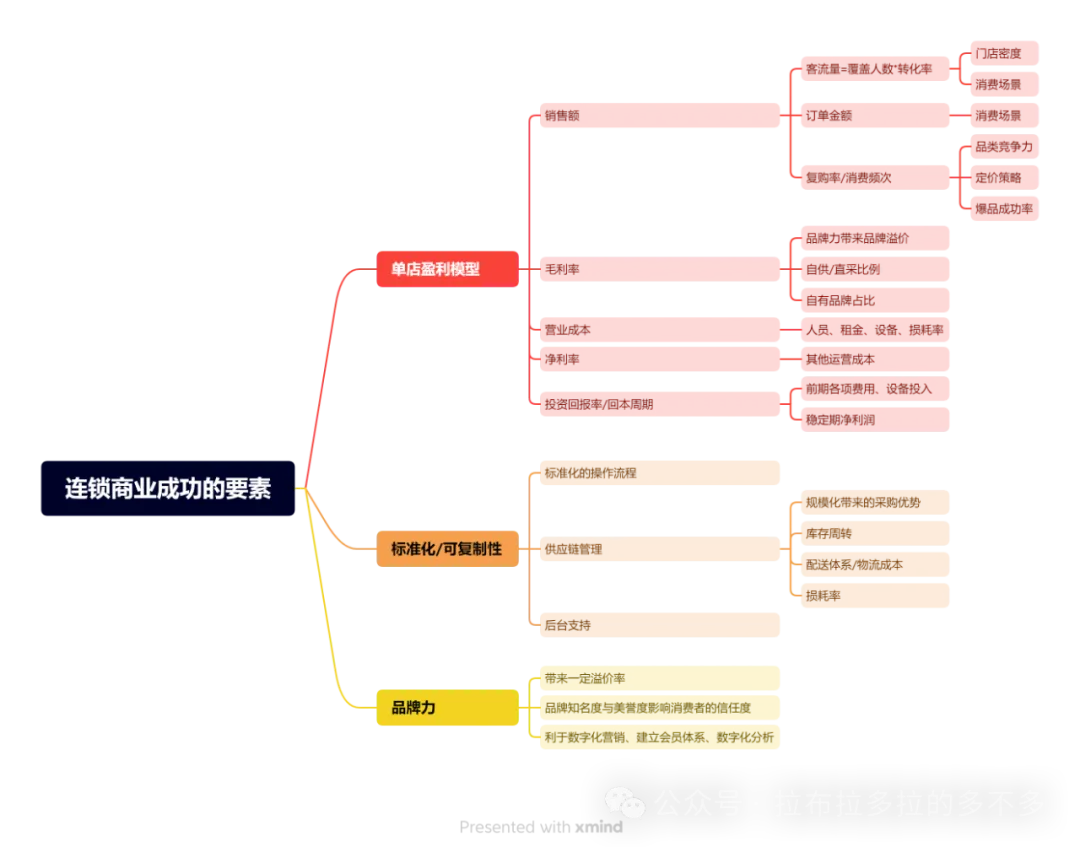 连锁商业成功的要素
单店盈利模型
销售额
客流量=覆盖人数*转化率
门店密度
消费场景
订单金额
消费场景
复购率/消费频次
品类竞争力
定价策略
爆品成功率
毛利率
品牌力带来品牌溢价
自供/直采比例
自有品牌占比
营业成本
人员、租金、设备、损耗率
净利率
其他运营成本
投资回报率/回本周期
前期各项费用、设备投入
稳定期净利润
标准化/可复制性
标准化的操作流程
供应链管理
规模化带来的采购优势
库存周转
配送体系/物流成本
损耗率
后台支持
品牌力
带来一定溢价率
品牌知名度与美誉度影响消费者的信任度
利于数字化营销、建立会员体系、数字化分析
公众号 拉布拉多拉的多不多
Presented with xmind